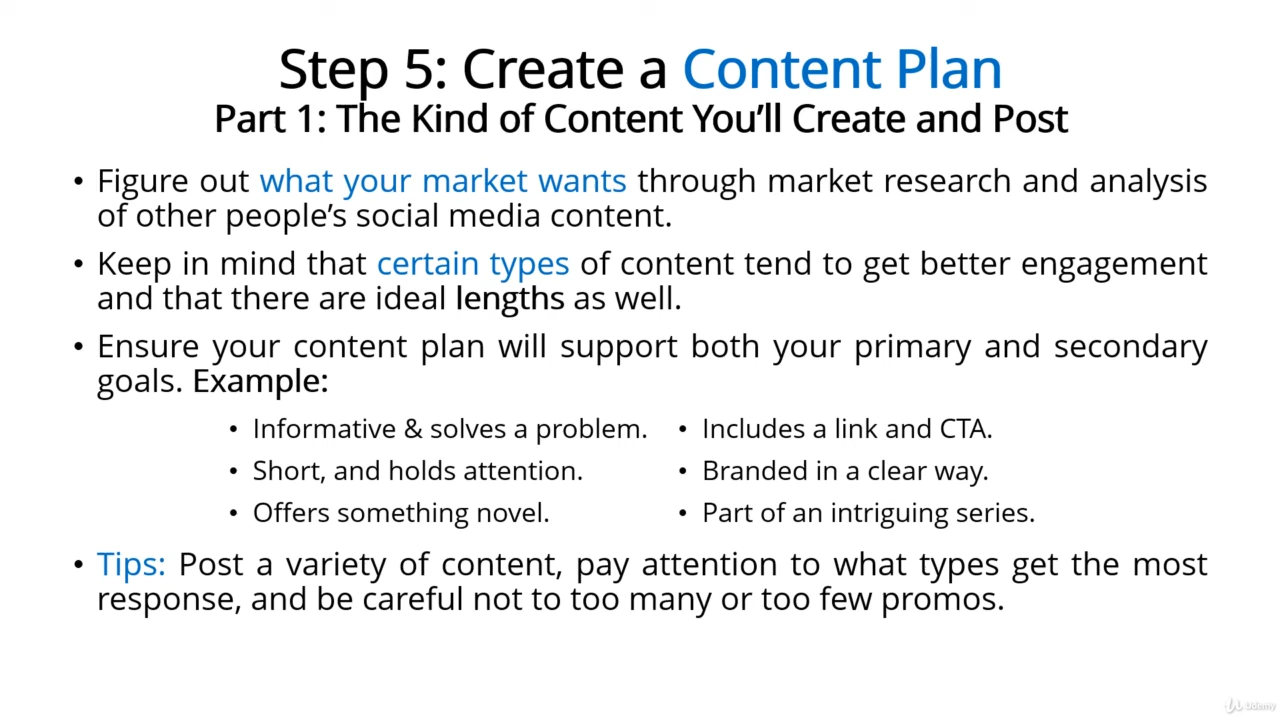 Step 5: Create a Content Plan
Part 1: The Kind of Content You'll Create and Post
• Figure out what your market wants through market research and analysis
of other people's social media content.
• Keep in mind that certain types of content tend to get better engagement
and that there are ideal lengths as well.
• Ensure your content plan will support both your primary and secondary
goals. Example:
• Informative & solves a problem.
• Short, and holds attention.
• Offers something novel.
• Includes a link and CTA.
• Branded in a clear way.
• Part of an intriguing series.
• Tips: Post a variety of content, pay attention to what types get the most
response, and be careful not to too many or too few promos.
Udemy